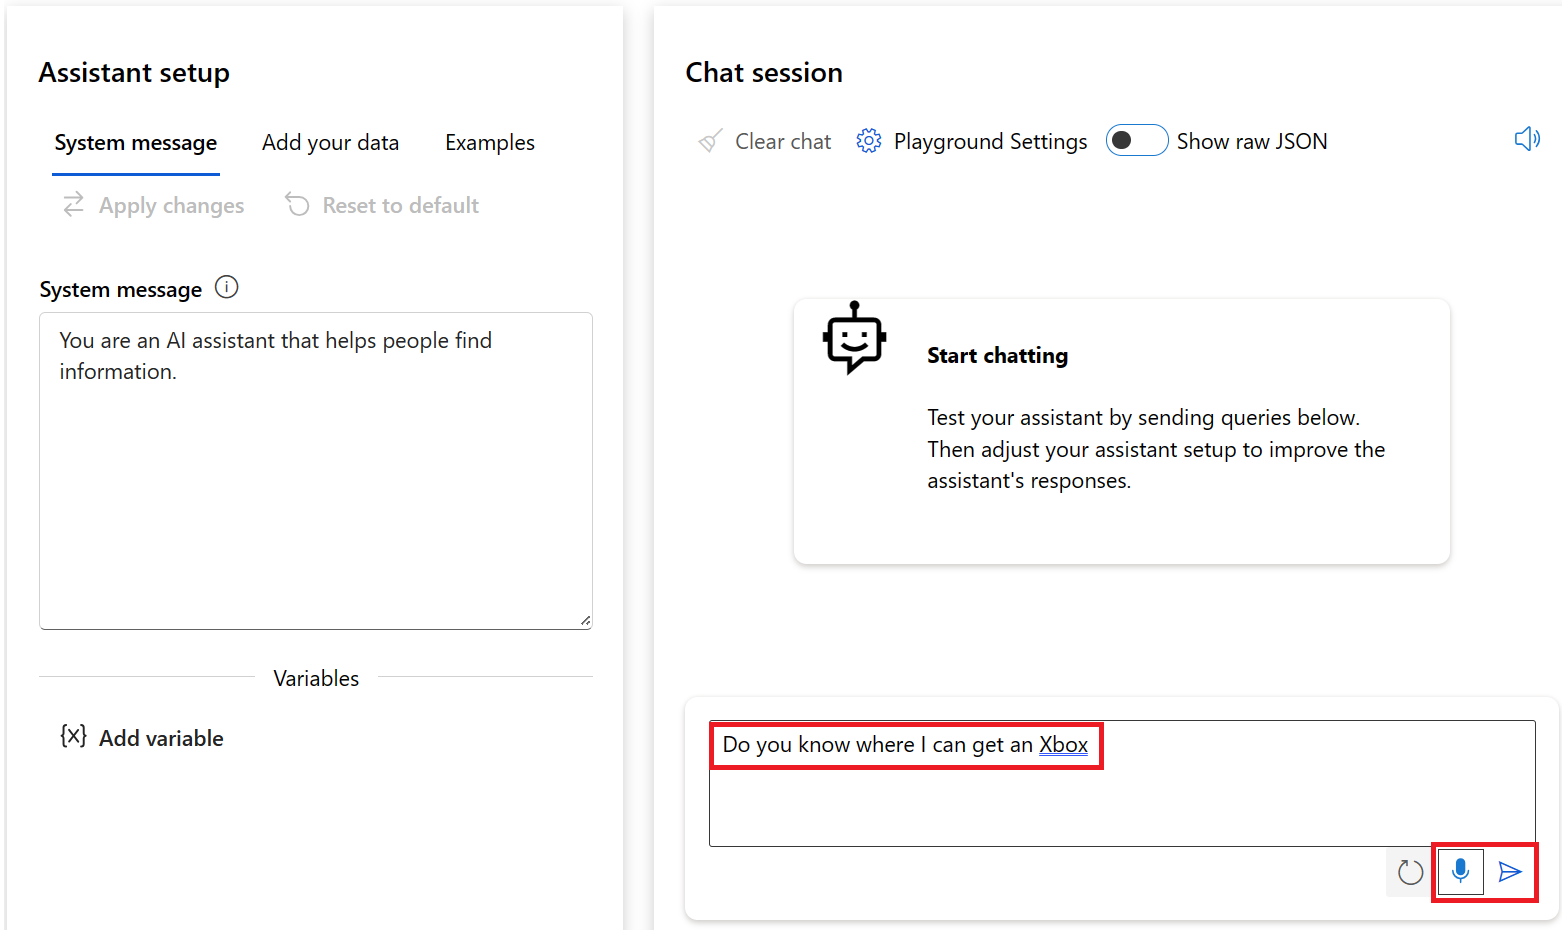 Assistant setup
System message Add your data Examples
Apply changes Reset to default
System message
You are an AI assistant that helps people find
information.
Variables
{x} Add variable
Chat session
Clear chat Playground Settings Show raw JSON
Start chatting
Test your assistant by sending queries below.
Then adjust your assistant setup to improve the
assistant's responses.
Do you know where I can get an Xbox